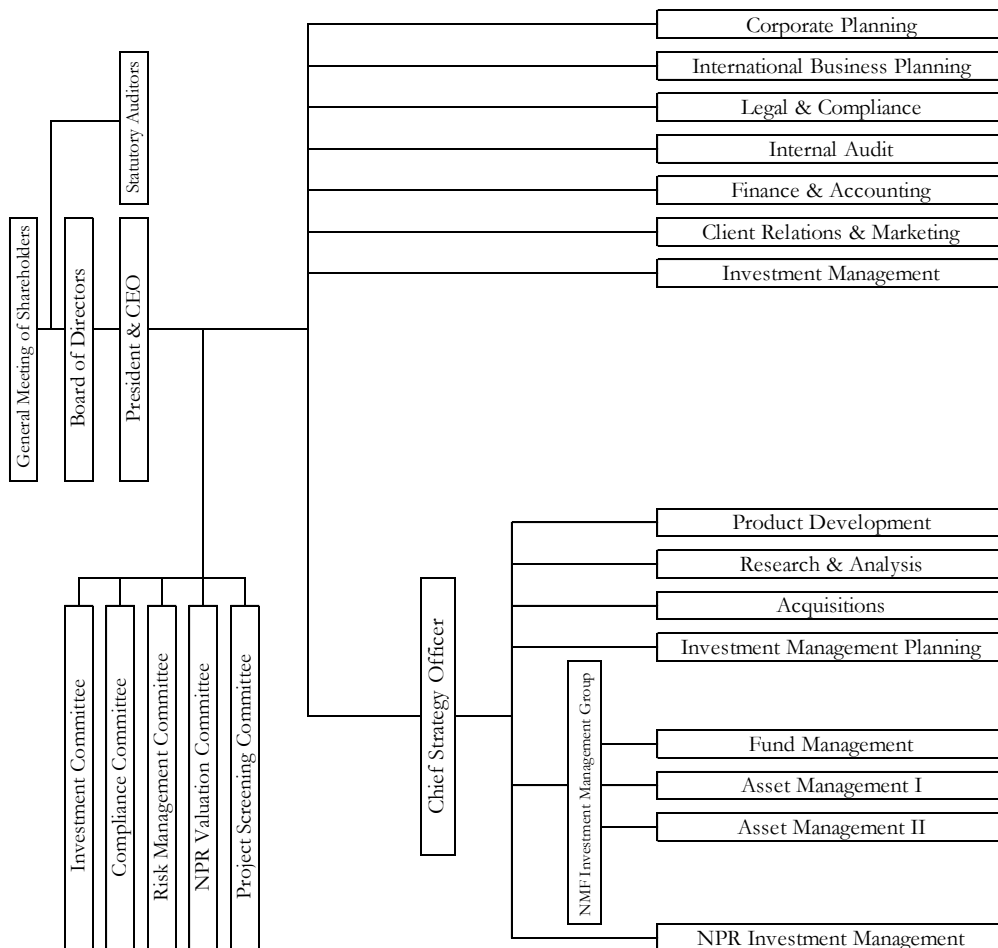 Corporate Planning
International Business Planning
Legal & Compliance
Internal Audit
Finance & Accounting
Client Relations & Marketing
Investment Management
Statutory Auditors
General Meeting of Shareholders
Board of Directors
President & CEO
Product Development
Research & Analysis
Acquisitions
Investment Management Planning
Chief Strategy Officer
NMF Investment Management Group
Fund Management
Asset Management I
Asset Management II
NPR Investment Management
Investment Committee
Compliance Committee
Risk Management Committee
NPR Valuation Committee
Project Screening Committee